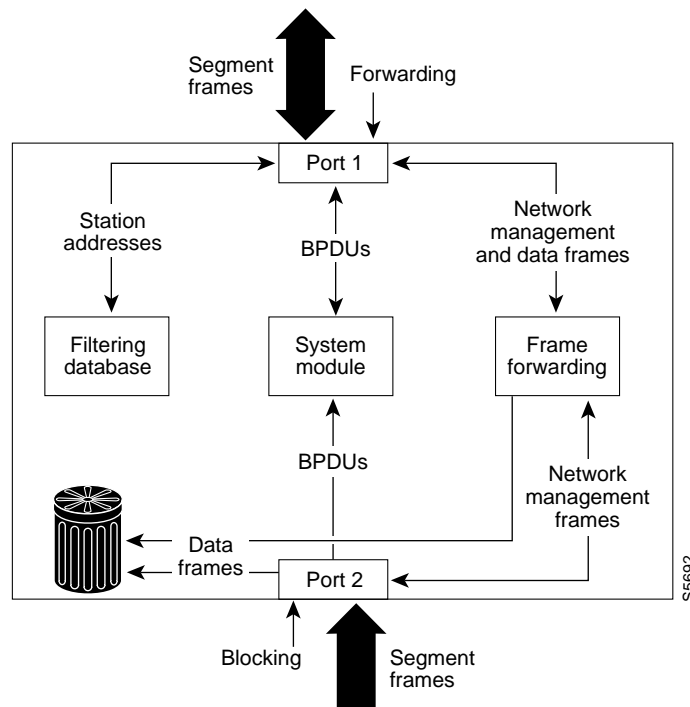 Segment
frames
Forwarding
Port 1
Station
addresses
BPDUs
Network
management
and data frames
Filtering
database
System
module
Frame
forwarding
BPDUs
Network
management
frames
Data
frames
Port 2
Blocking
Segment
frames
S5692